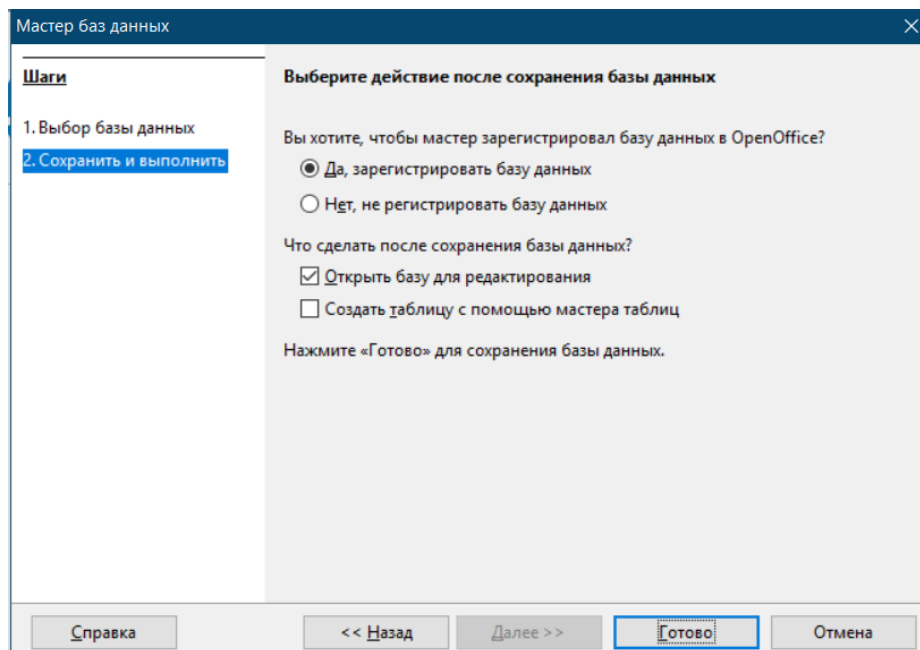 Мастер баз данных
Шаги
1. Выбор базы данных
2. Сохранить и выполнить
Выберите действие после сохранения базы данных
Вы хотите, чтобы мастер зарегистрировал базу данных в OpenOffice?
Да, зарегистрировать базу данных
Нет, не регистрировать базу данных
Что сделать после сохранения базы данных?
Открыть базу для редактирования
Создать таблицу с помощью мастера таблиц
Нажмите «Готово» для сохранения базы данных.
Справка
<< Назад
Далее >>
Готово
Отмена